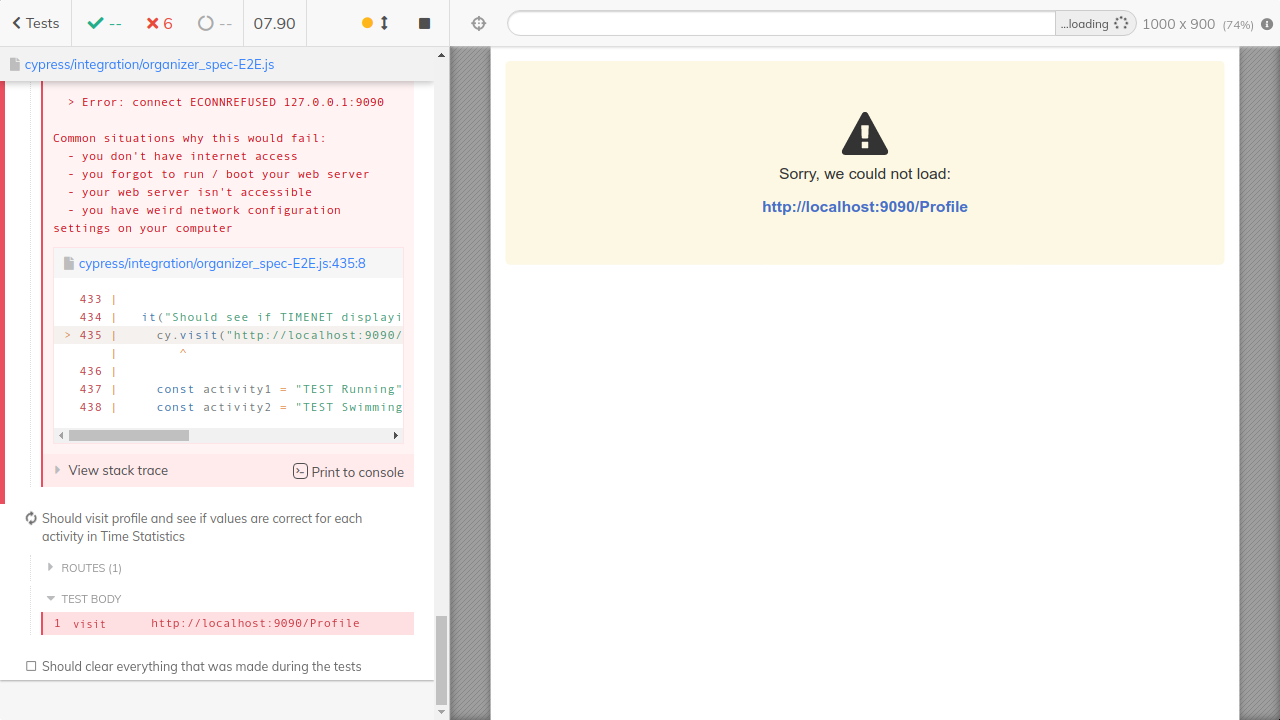 Tests
--
6
--
07.90
...loading
1000 x 900 (74%)
cypress/integration/organizer_spec-E2E.js
> Error: connect ECONNREFUSED 127.0.0.1:9090
Common situations why this would fail:
- you don't have internet access
- you forgot to run / boot your web server
- your web server isn't accessible
- you have weird network configuration
settings on your computer
cypress/integration/organizer_spec-E2E.js:435:8
433 |
434 | it("Should see if TIMENET displayi
> 435 | cy.visit("http://localhost:9090/
| ^
436 |
437 | const activity1 = "TEST Running"
438 | const activity2 = "TEST Swimming
View stack trace
Print to console
Should visit profile and see if values are correct for each
activity in Time Statistics
ROUTES (1)
TEST BODY
1 visit http://localhost:9090/Profile
Should clear everything that was made during the tests
Sorry, we could not load:
http://localhost:9090/Profile